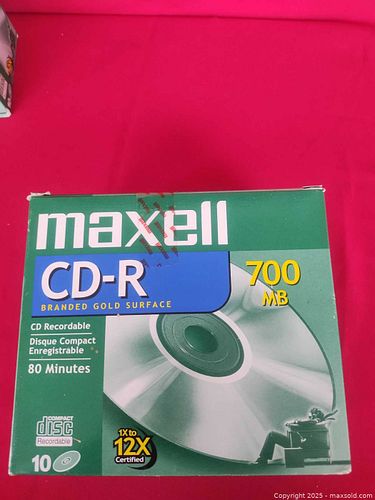 maxell
CD-R
BRANDED GOLD SURFACE
700
MB
CD Recordable
Disque Compact
Enregistrable
80 Minutes
COMPACT
disc
Recordable
10
1X to
12X
Certified
Copyright 2025 - maxsold.com